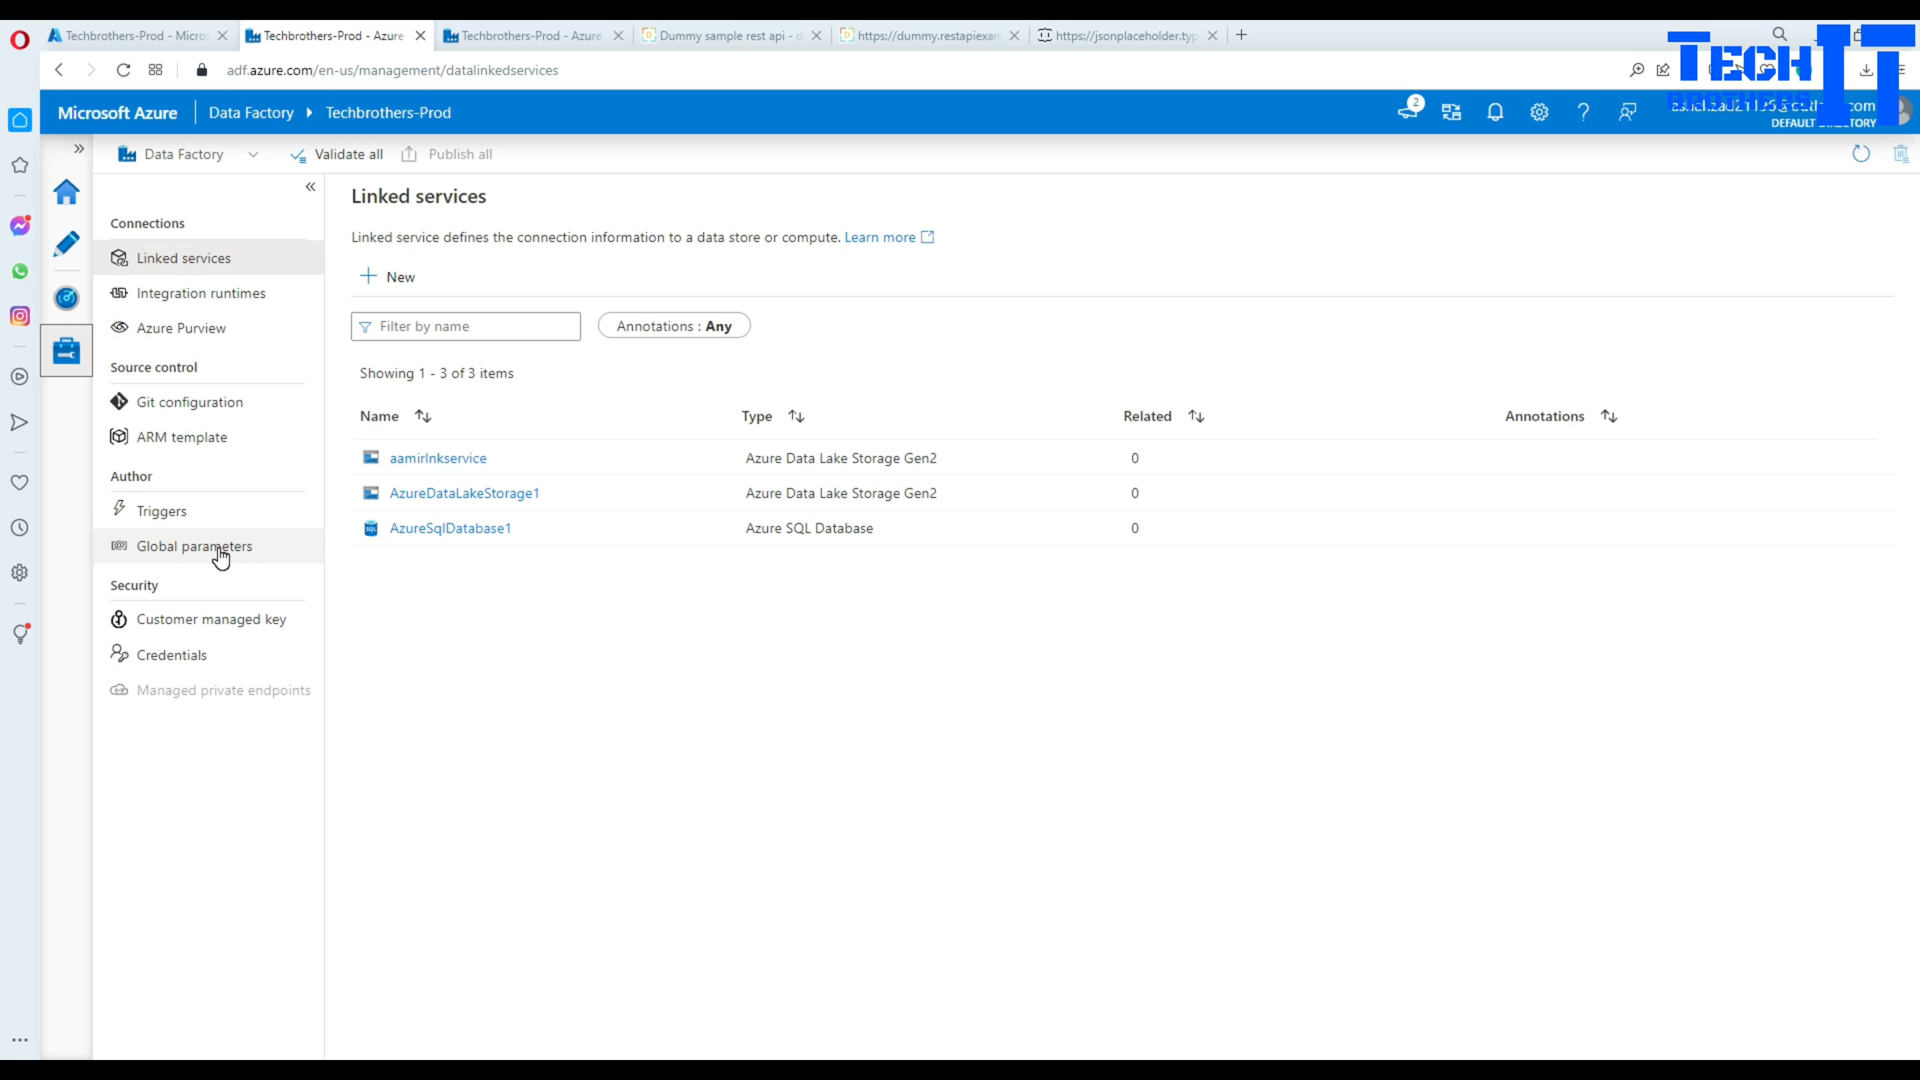 Techbrothers-Prod - Micros
Techbrothers-Prod - Azure
Techbrothers-Prod - Azure
Dummy sample rest api - d
https://dummy.restapiexam
https://jsonplaceholder.typ
adf.azure.com/en-us/management/datalinkedservices
TECH IT
BROTHERS
Microsoft Azure
Data Factory
Techbrothers-Prod
2
DEFAULT DIRECTORY
Data Factory
Validate all
Publish all
Connections
Linked services
Integration runtimes
Azure Purview
Source control
Git configuration
ARM template
Author
Triggers
Global parameters
Security
Customer managed key
Credentials
Managed private endpoints
Linked services
Linked service defines the connection information to a data store or compute. Learn more
New
Filter by name
Annotations : Any
Showing 1 - 3 of 3 items
Name Type Related Annotations
aamirlnkservice Azure Data Lake Storage Gen2 0
AzureDataLakeStorage1 Azure Data Lake Storage Gen2 0
SQL AzureSqlDatabase1 Azure SQL Database 0